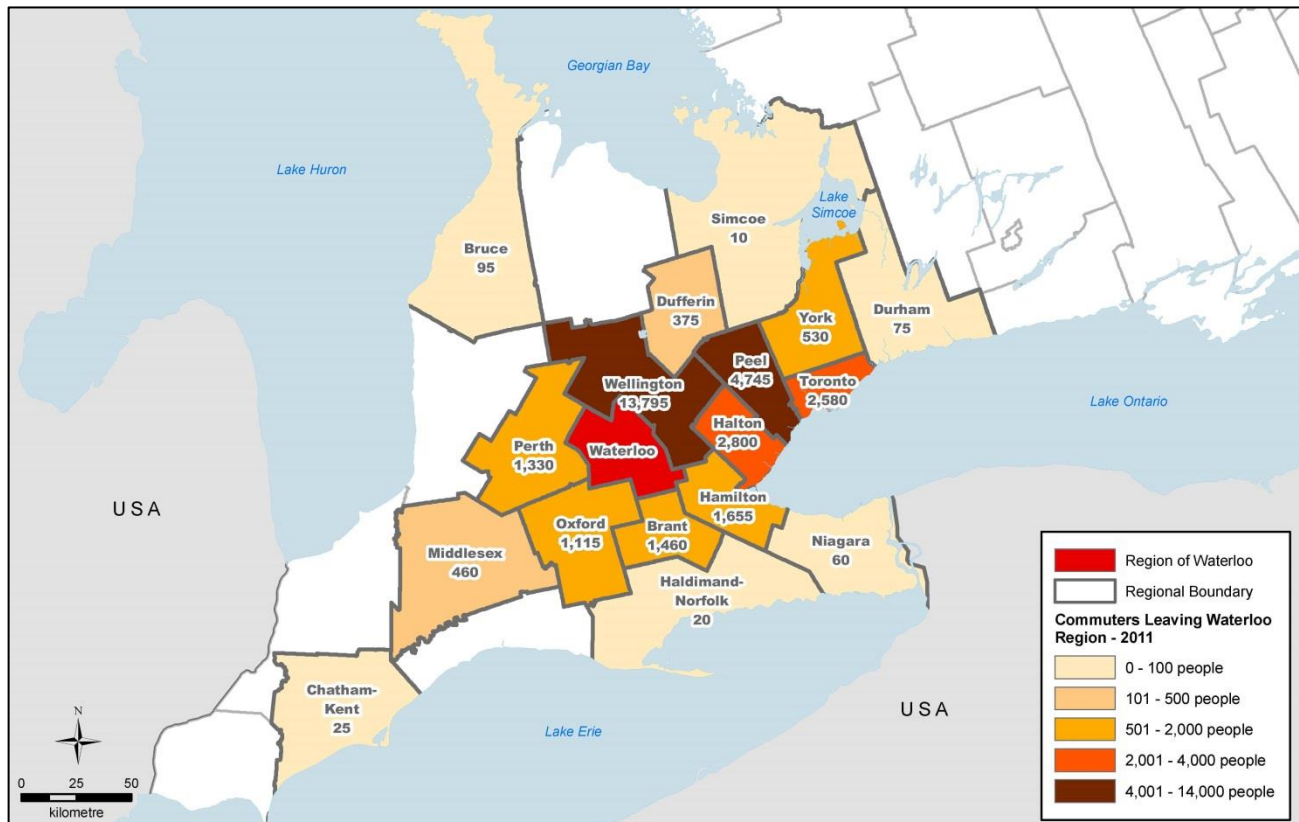 Georgian Bay
Lake Huron
Lake
Simcoe
Simcoe
10
Bruce
95
Dufferin
375
York
530
Durham
75
Peel
4,745
Wellington
13,795
Toronto
2,580
Lake Ontario
Halton
2,800
Perth
1,330
Waterloo
Hamilton
1,655
USA
Oxford
1,115
Brant
1,460
Middlesex
460
Niagara
60
Haldimand-
Norfolk
20
Chatham-
Kent
25
Lake Erie
USA
N
0 25 50
kilometre
Region of Waterloo
Regional Boundary
Commuters Leaving Waterloo
Region - 2011
0 - 100 people
101 - 500 people
501 - 2,000 people
2,001 - 4,000 people
4,001 - 14,000 people